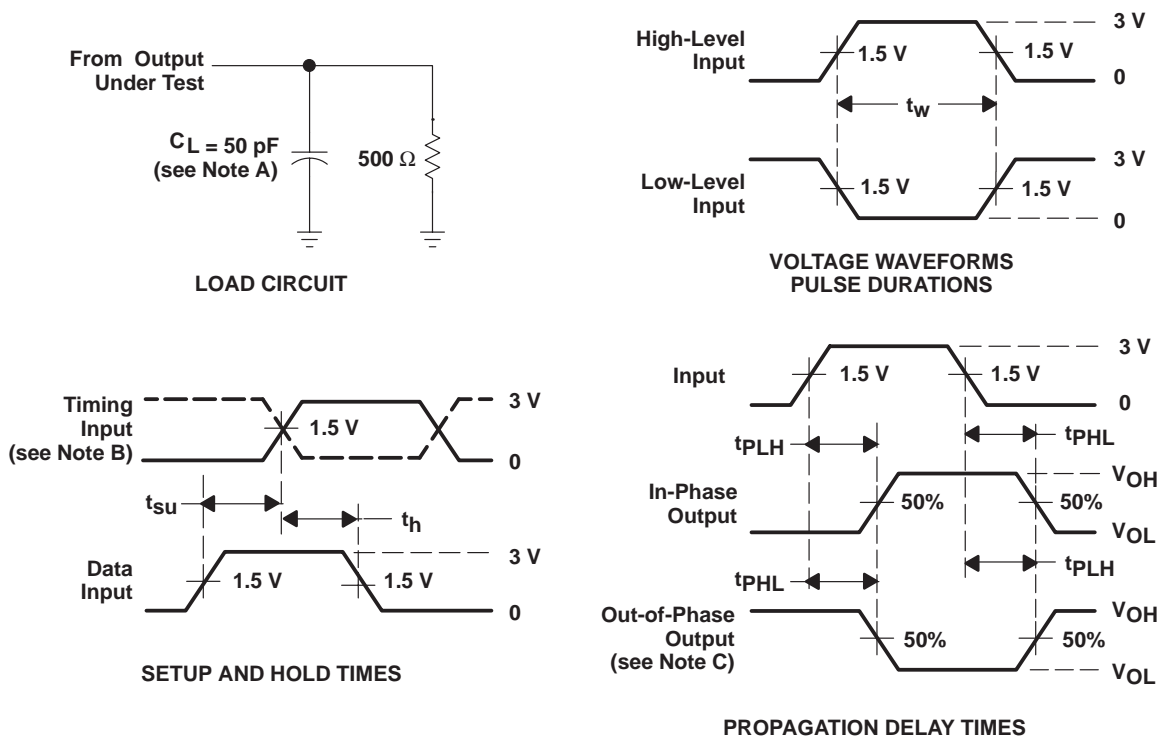 From Output
Under Test
CL = 50 pF
(see Note A)
500 Ω
LOAD CIRCUIT
High-Level
Input
1.5 V
1.5 V
3 V
0
tw
Low-Level
Input
1.5 V
1.5 V
3 V
0
VOLTAGE WAVEFORMS
PULSE DURATIONS
Timing
Input
(see Note B)
1.5 V
3 V
0
tsu
th
Data
Input
1.5 V
1.5 V
3 V
0
SETUP AND HOLD TIMES
Input
1.5 V
1.5 V
3 V
0
tPLH
tPHL
In-Phase
Output
50%
50%
VOH
VOL
tPHL
tPLH
Out-of-Phase
Output
(see Note C)
50%
50%
VOH
VOL
PROPAGATION DELAY TIMES